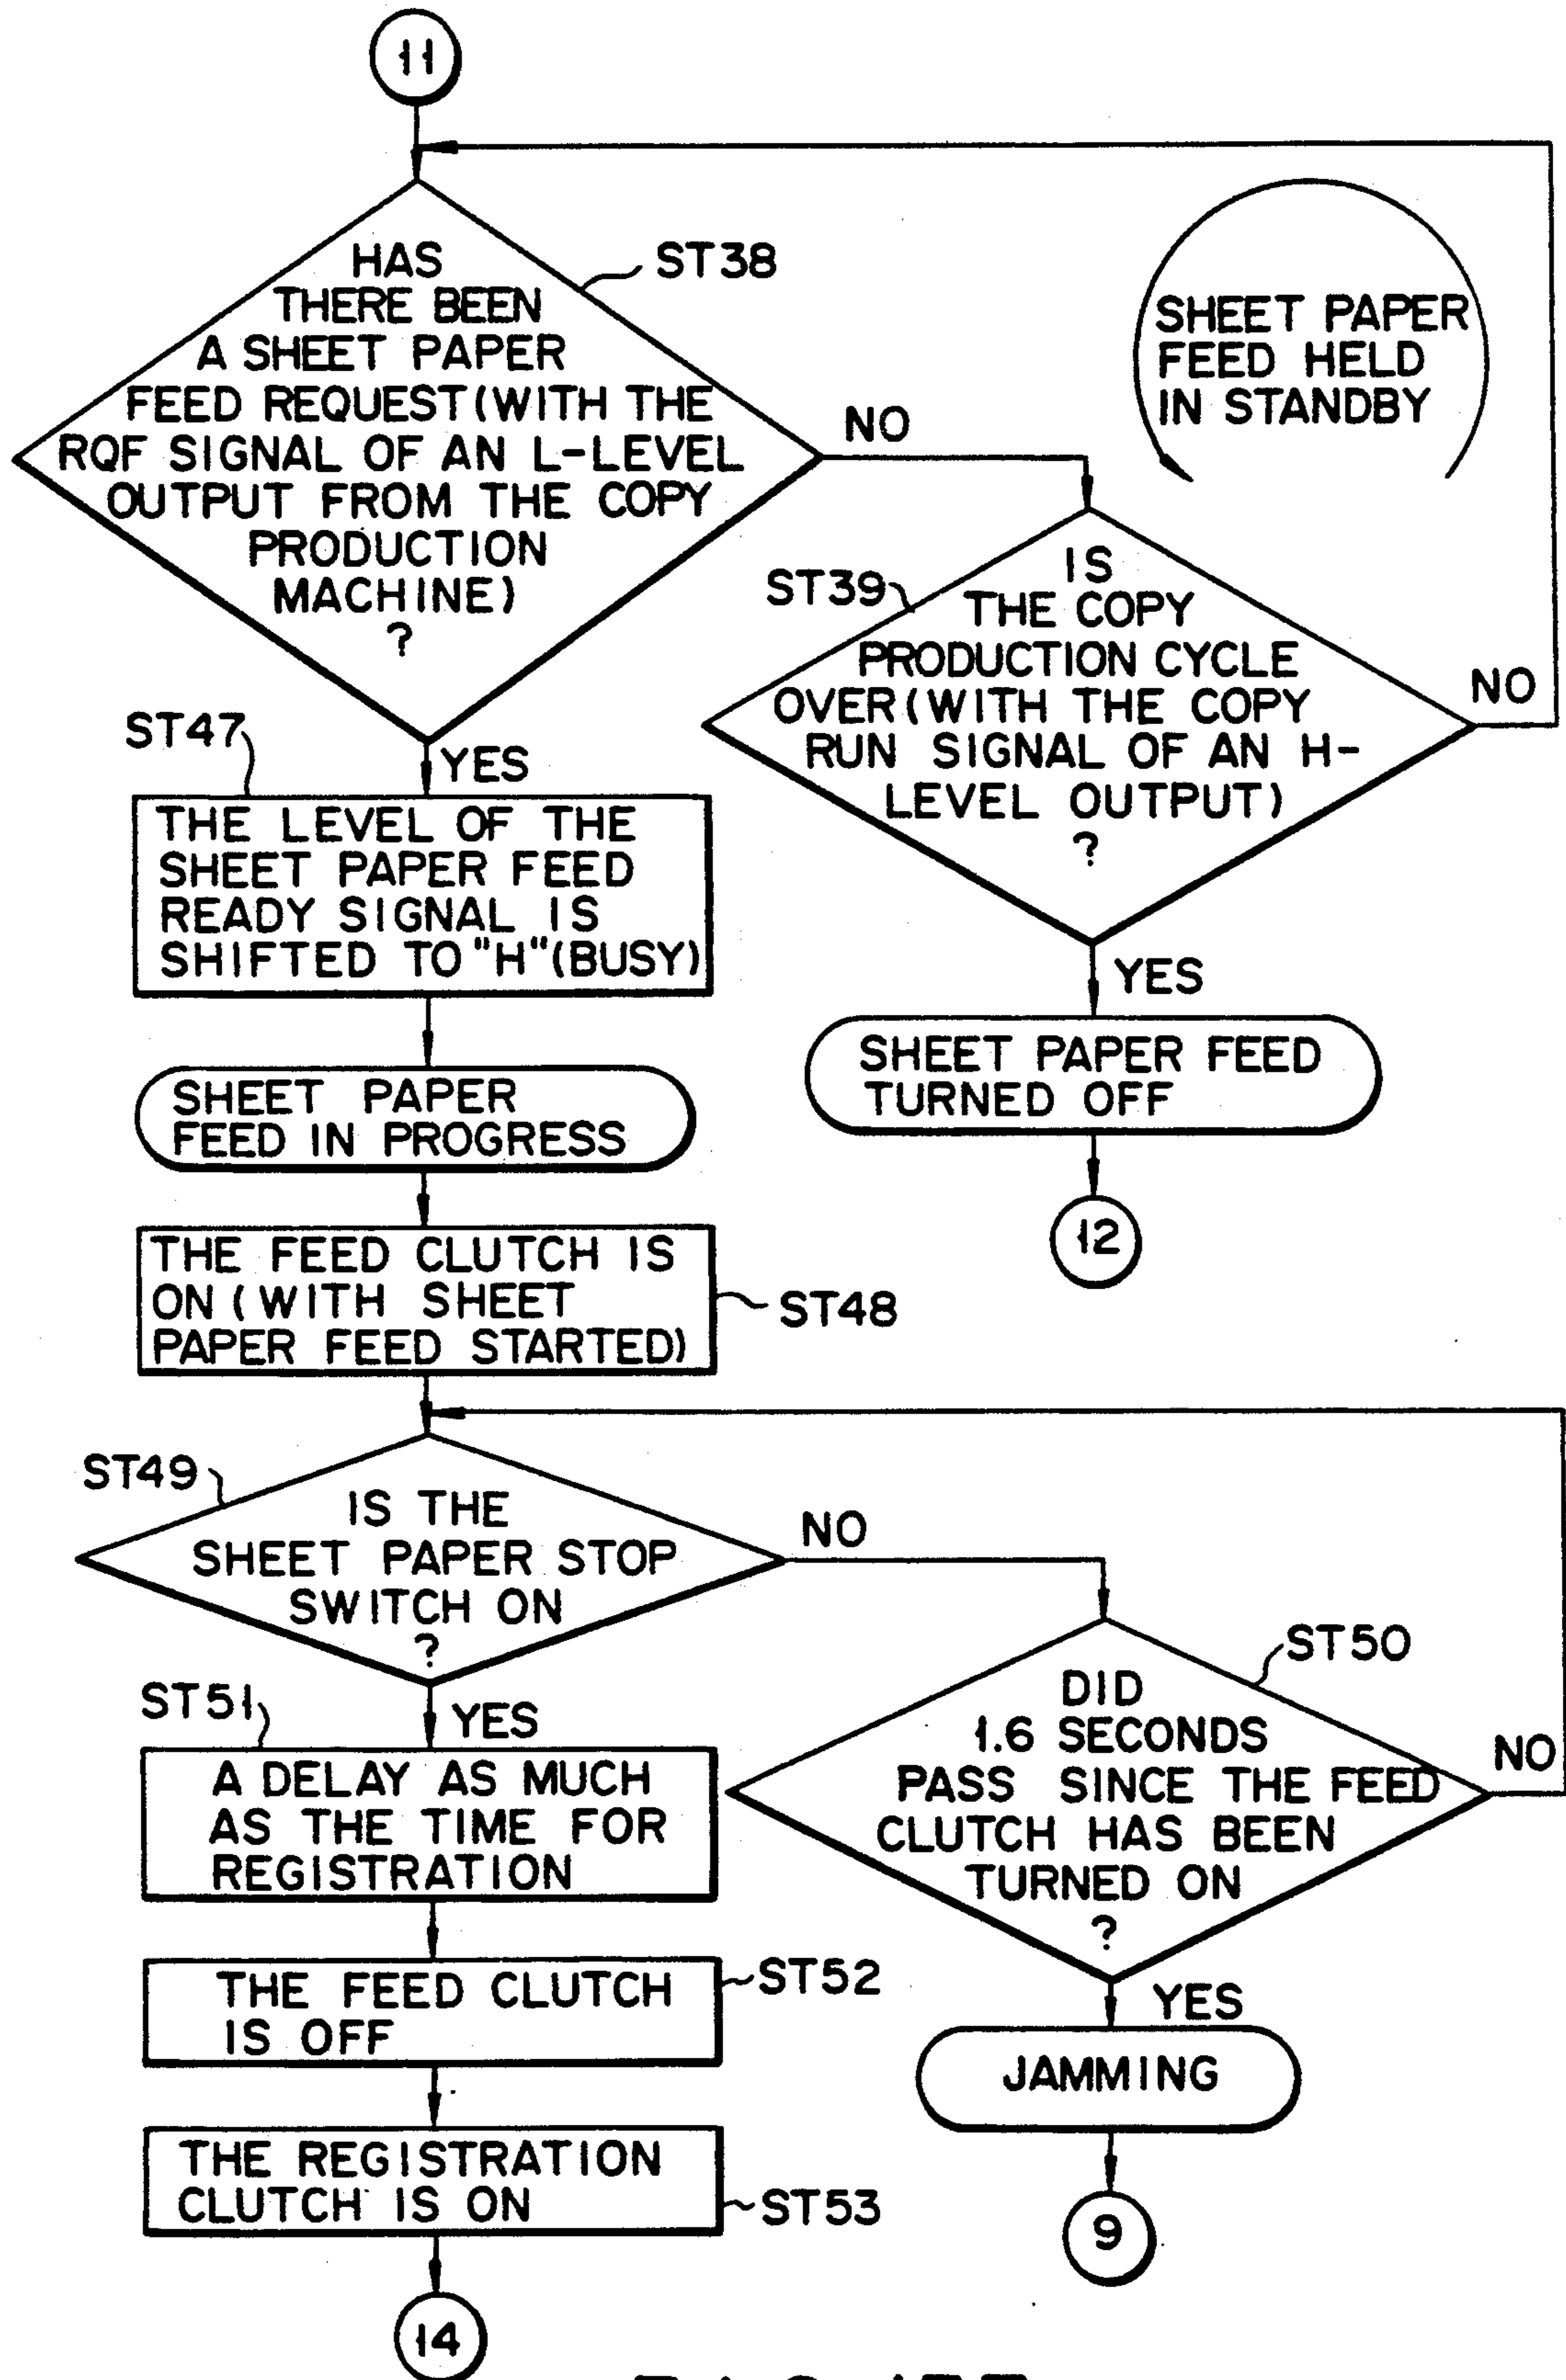 11
HAS
THERE BEEN
A SHEET PAPER
FEED REQUEST(WITH THE
RQF SIGNAL OF AN L-LEVEL
OUTPUT FROM THE COPY
PRODUCTION
MACHINE)
?
ST38
NO
SHEET PAPER
FEED HELD
IN STANDBY
ST39
IS
THE COPY
PRODUCTION CYCLE
OVER(WITH THE COPY
RUN SIGNAL OF AN H-
LEVEL OUTPUT)
?
NO
YES
SHEET PAPER FEED
TURNED OFF
12
ST47
YES
THE LEVEL OF THE
SHEET PAPER FEED
READY SIGNAL IS
SHIFTED TO "H"(BUSY)
SHEET PAPER
FEED IN PROGRESS
THE FEED CLUTCH IS
ON (WITH SHEET
PAPER FEED STARTED)
ST48
ST49
IS THE
SHEET PAPER STOP
SWITCH ON
?
NO
ST50
DID
1.6 SECONDS
PASS SINCE THE FEED
CLUTCH HAS BEEN
TURNED ON
?
NO
YES
JAMMING
9
ST51
YES
A DELAY AS MUCH
AS THE TIME FOR
REGISTRATION
THE FEED CLUTCH
IS OFF
ST52
THE REGISTRATION
CLUTCH IS ON
ST53
14